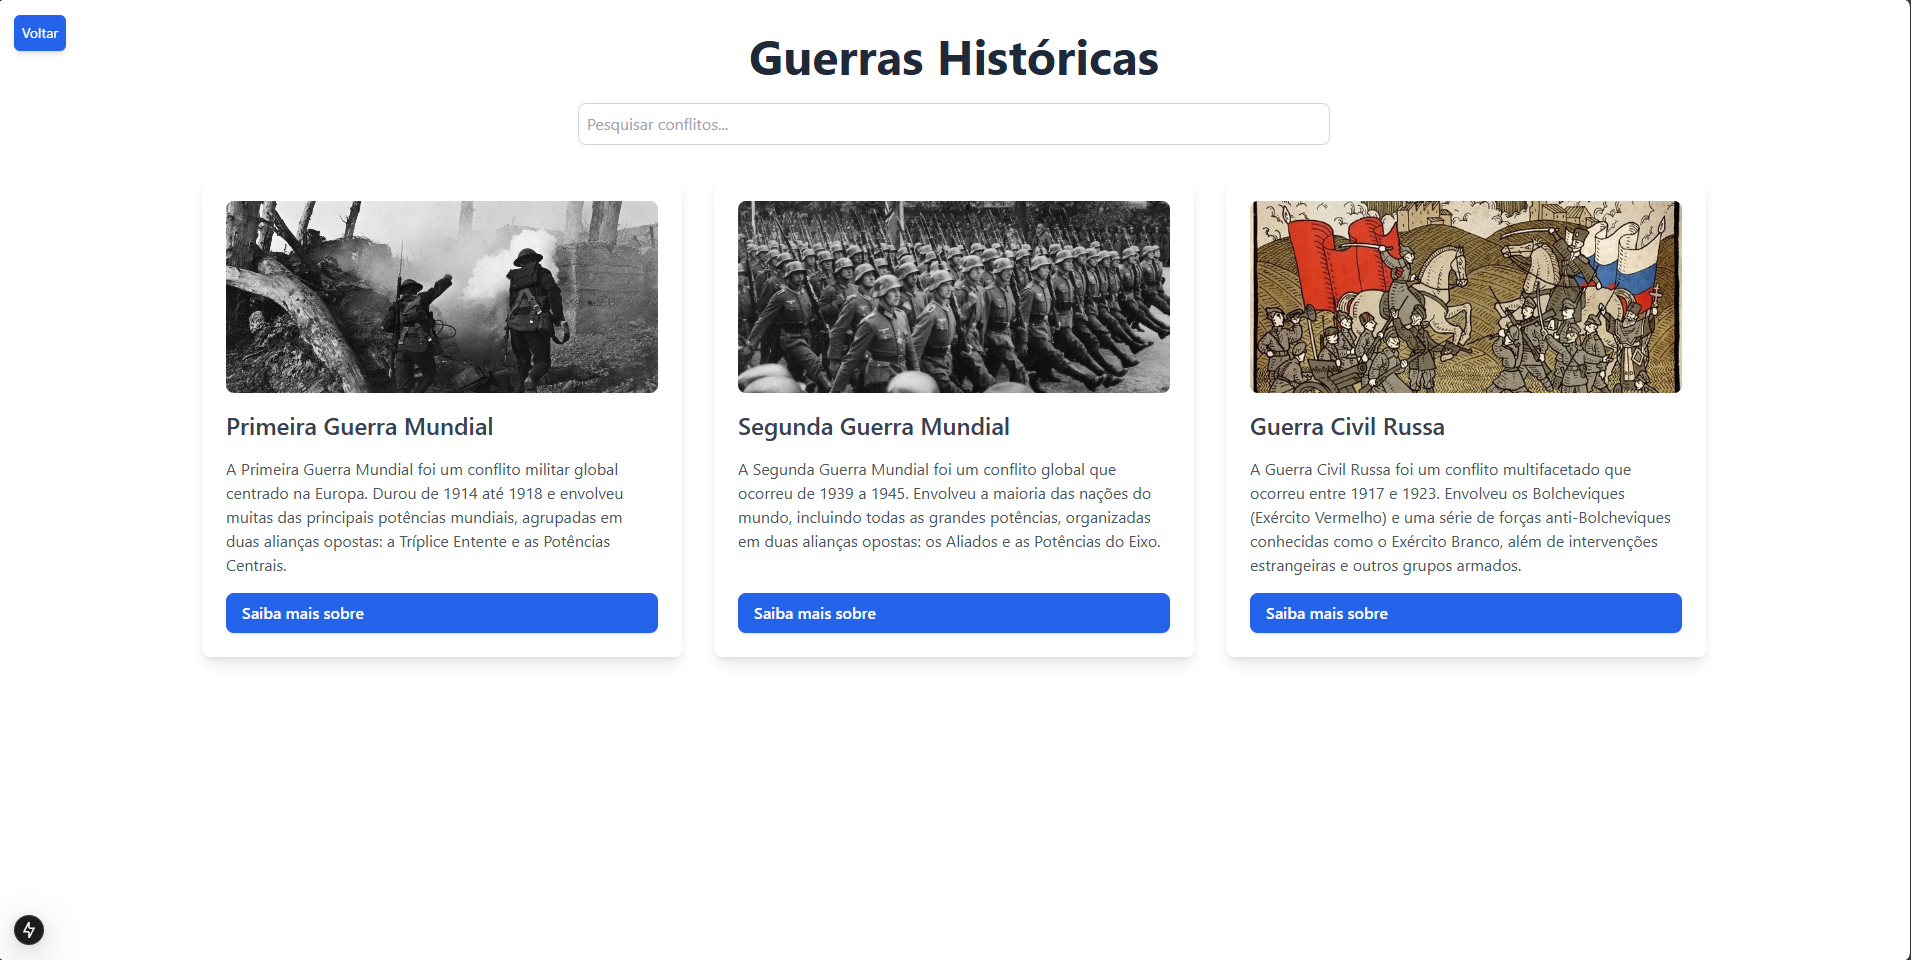 Voltar
Guerras Históricas
Pesquisar conflitos...
Primeira Guerra Mundial
A Primeira Guerra Mundial foi um conflito militar global
centrado na Europa. Durou de 1914 até 1918 e envolveu
muitas das principais potências mundiais, agrupadas em
duas alianças opostas: a Tríplice Entente e as Potências
Centrais.
Saiba mais sobre
Segunda Guerra Mundial
A Segunda Guerra Mundial foi um conflito global que
ocorreu de 1939 a 1945. Envolveu a maioria das nações do
mundo, incluindo todas as grandes potências, organizadas
em duas alianças opostas: os Aliados e as Potências do Eixo.
Saiba mais sobre
Guerra Civil Russa
A Guerra Civil Russa foi um conflito multifacetado que
ocorreu entre 1917 e 1923. Envolveu os Bolcheviques
(Exército Vermelho) e uma série de forças anti-Bolcheviques
conhecidas como o Exército Branco, além de intervenções
estrangeiras e outros grupos armados.
Saiba mais sobre